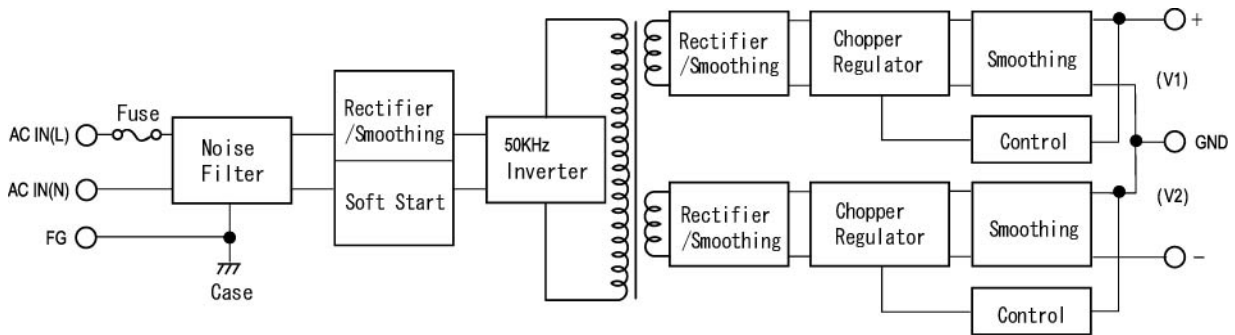 AC IN(L)
Fuse
AC IN(N)
FG
Noise
Filter
Case
Rectifier
/Smoothing
Soft Start
50KHz
Inverter
Rectifier
/Smoothing
Chopper
Regulator
Smoothing
Control
+
(V1)
GND
Rectifier
/Smoothing
Chopper
Regulator
Smoothing
Control
(V2)
−